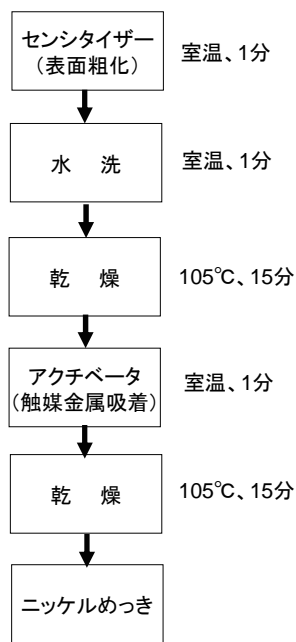 センシタイザー
（表面粗化）
室温、1分
水　洗
室温、1分
乾　燥
105℃、15分
アクチベータ
（触媒金属吸着）
室温、1分
乾　燥
105℃、15分
ニッケルめっき